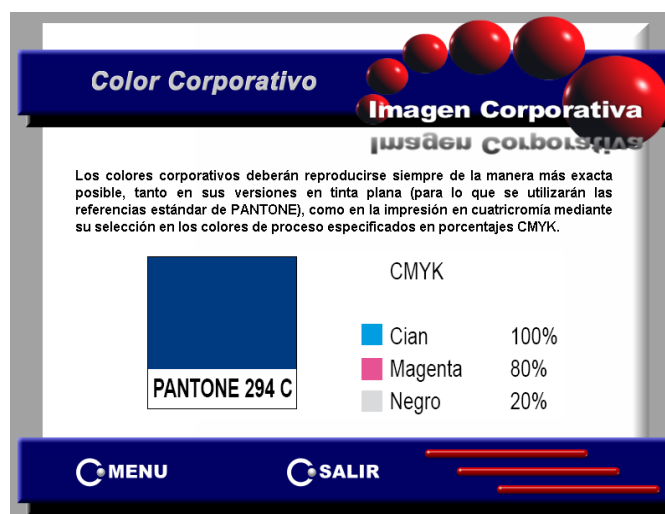 Color Corporativo
Imagen Corporativa
Imagen Corporativa
Los colores corporativos deberán reproducirse siempre de la manera más exacta
posible, tanto en sus versiones en tinta plana (para lo que se utilizarán las
referencias estándar de PANTONE), como en la impresión en cuatricromía mediante
su selección en los colores de proceso especificados en porcentajes CMYK.
CMYK
Cian 100%
Magenta 80%
Negro 20%
PANTONE 294 C
MENU
SALIR